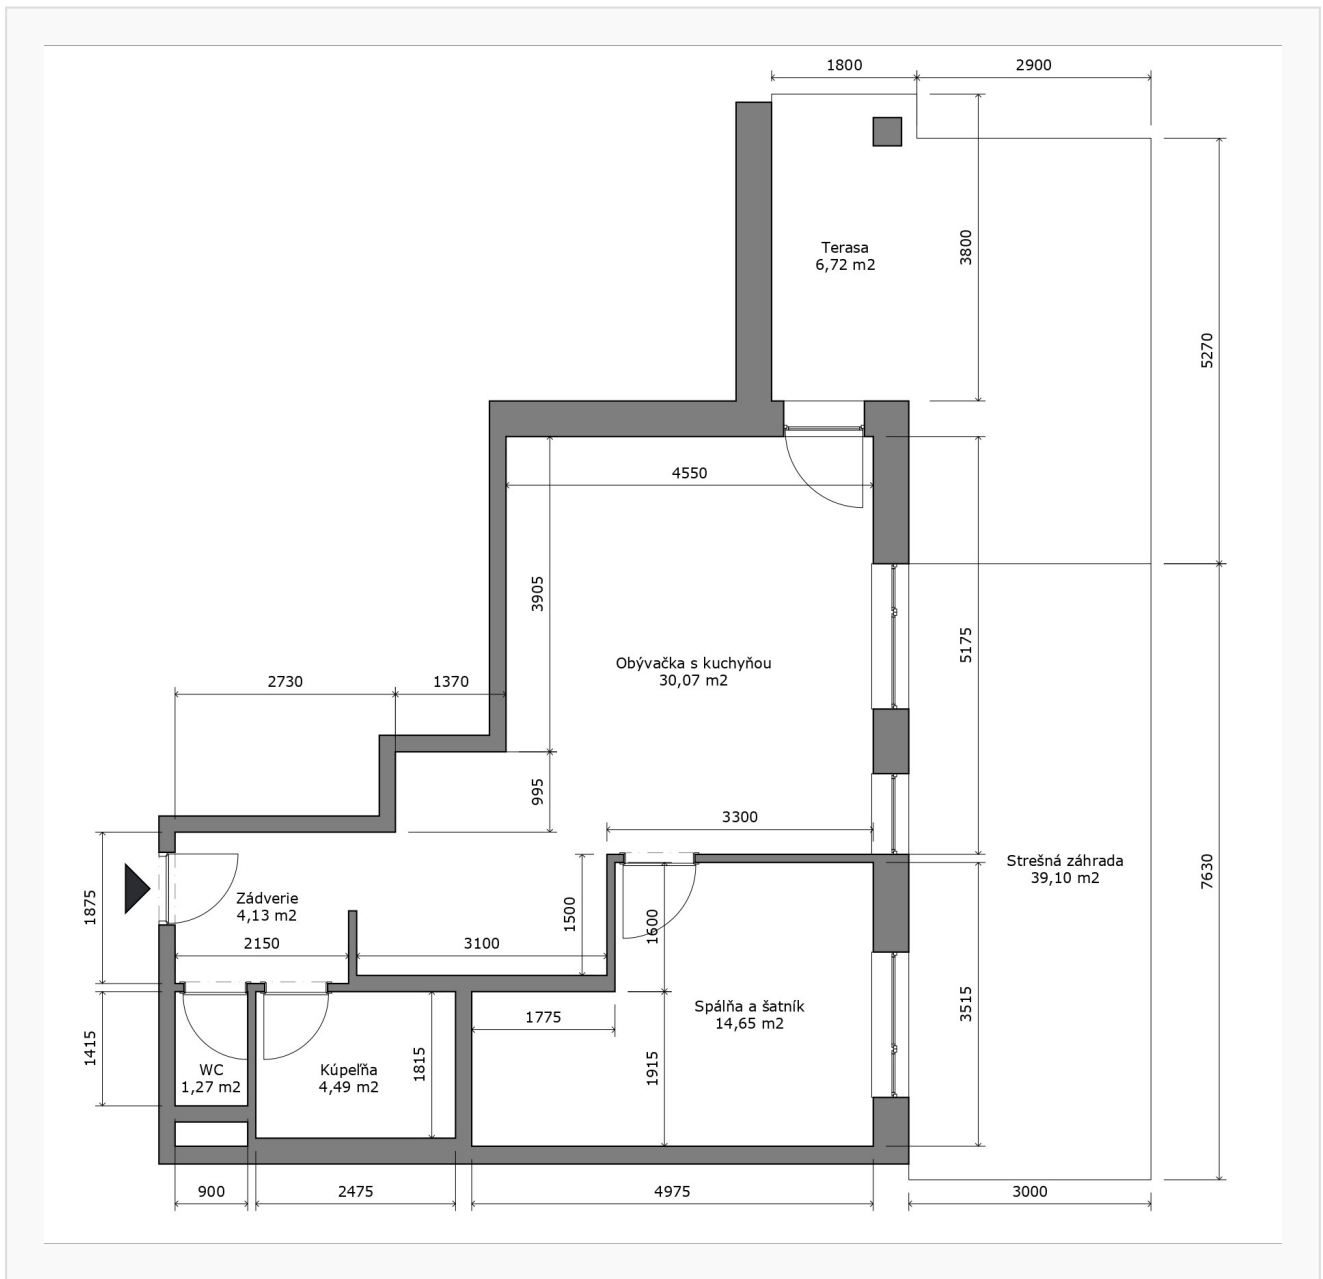 1800
2900
Terasa
6,72 m2
3800
5270
4550
3905
5175
Obývačka s kuchyňou
30,07 m2
2730
1370
995
3300
Strešná záhrada
39,10 m2
7630
Zádverie
4,13 m2
1875
2150
3100
1500
1600
Spálňa a šatník
14,65 m2
3515
1775
1415
WC
1,27 m2
Kúpeľňa
4,49 m2
1815
1915
900
2475
4975
3000